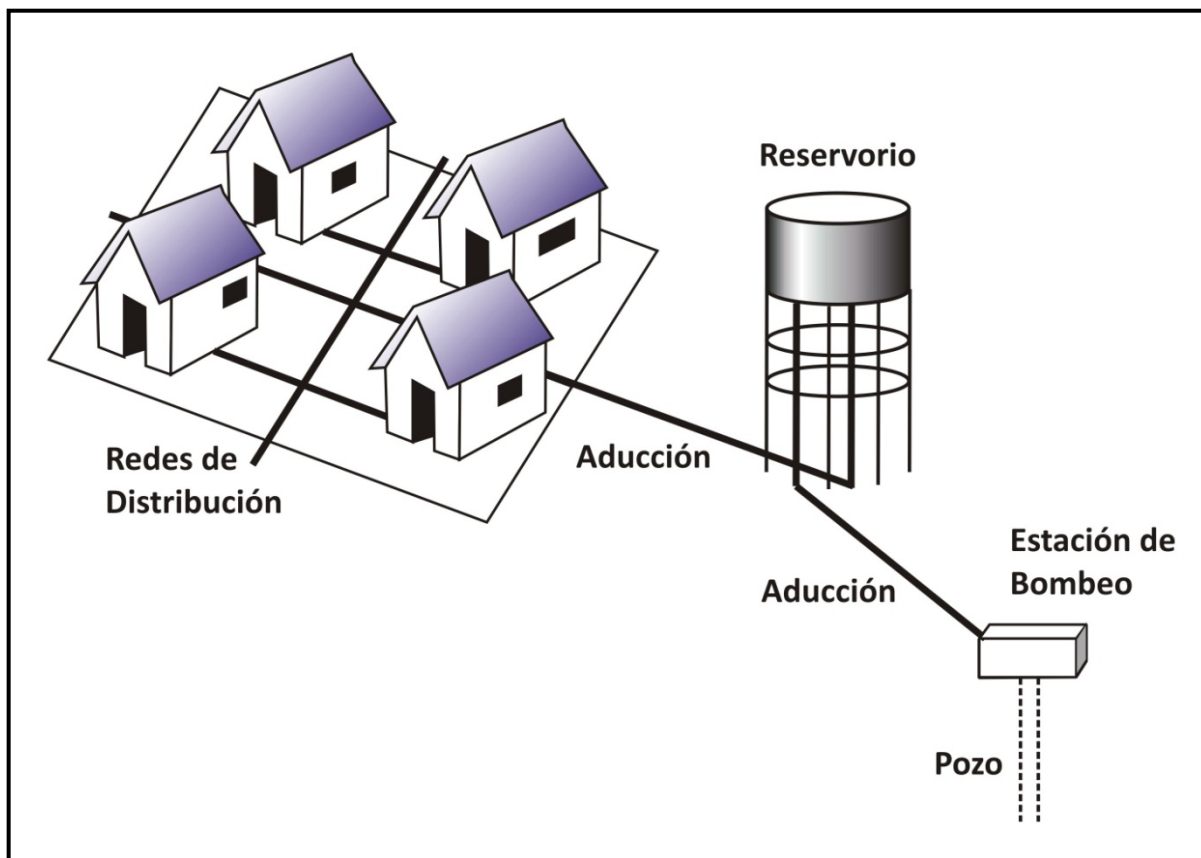 Reservorio
Redes de
Distribución
Aducción
Estación de
Bombeo
Aducción
Pozo